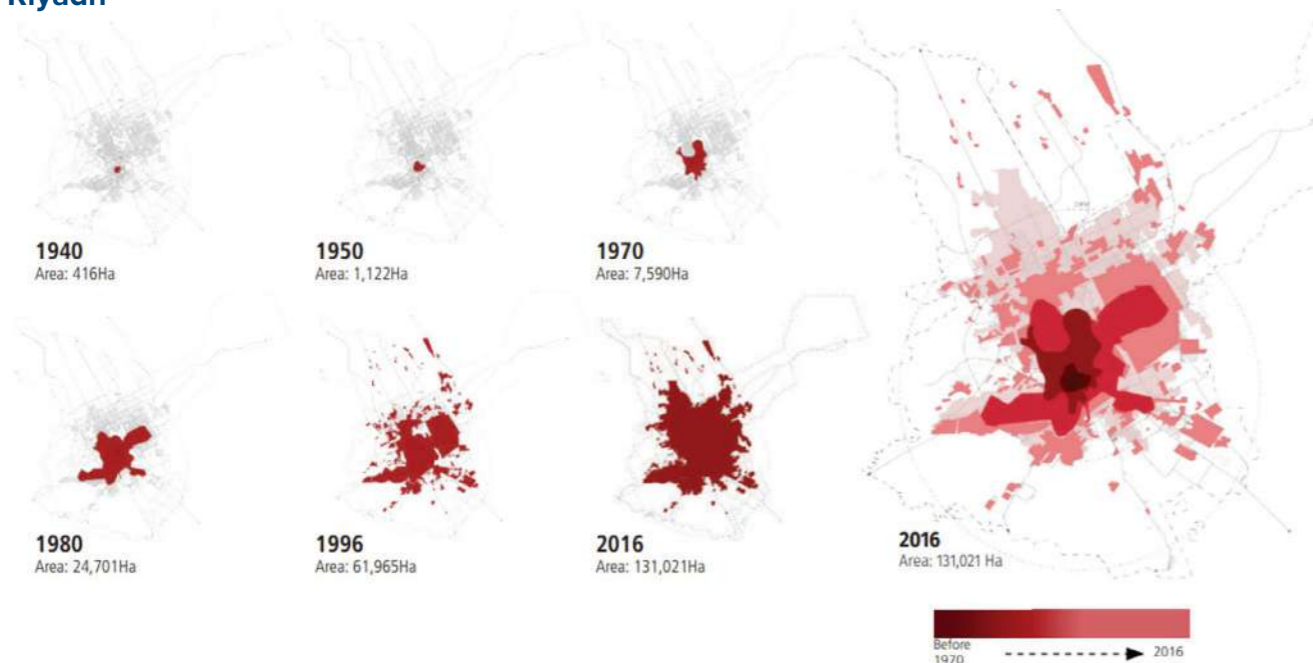 Riyadh
1940
Area: 416Ha
1950
Area: 1,122Ha
1970
Area: 7,590Ha
1980
Area: 24,701Ha
1996
Area: 61,965Ha
2016
Area: 131,021Ha
2016
Area: 131,021 Ha
Before
1970
2016